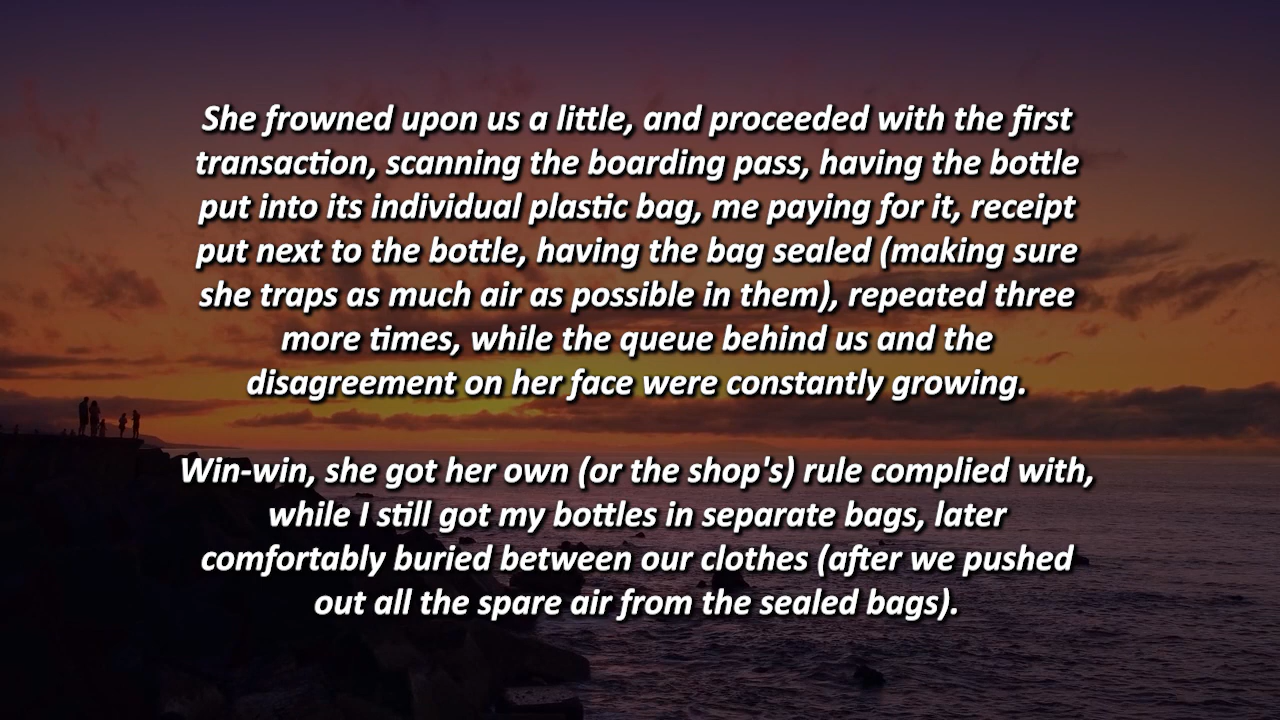 She frowned upon us a little, and proceeded with the first
transaction, scanning the boarding pass, having the bottle
put into its individual plastic bag, me paying for it, receipt
put next to the bottle, having the bag sealed (making sure
she traps as much air as possible in them), repeated three
more times, while the queue behind us and the
disagreement on her face were constantly growing.
Win-win, she got her own (or the shop's) rule complied with,
while I still got my bottles in separate bags, later
comfortably buried between our clothes (after we pushed
out all the spare air from the sealed bags).